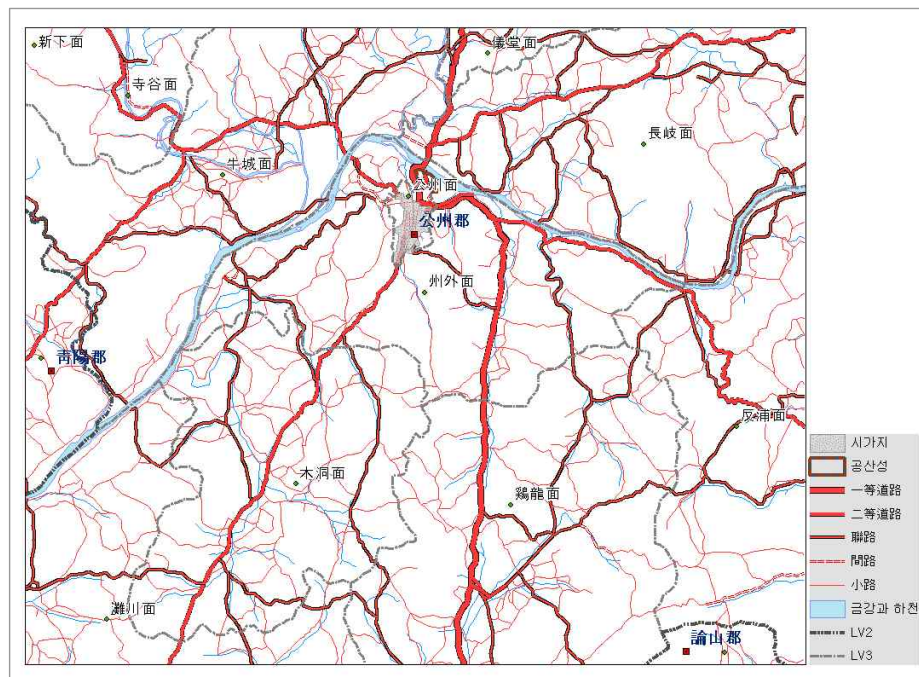 新下面
儀堂面
寺谷面
長岐面
牛城面
公州面
公州郡
州外面
靑陽郡
反浦面
木洞面
鷄龍面
灘川面
論山郡
시가지
공산성
一等道路
二等道路
聯路
間路
小路
금강과 하천
LV2
LV3